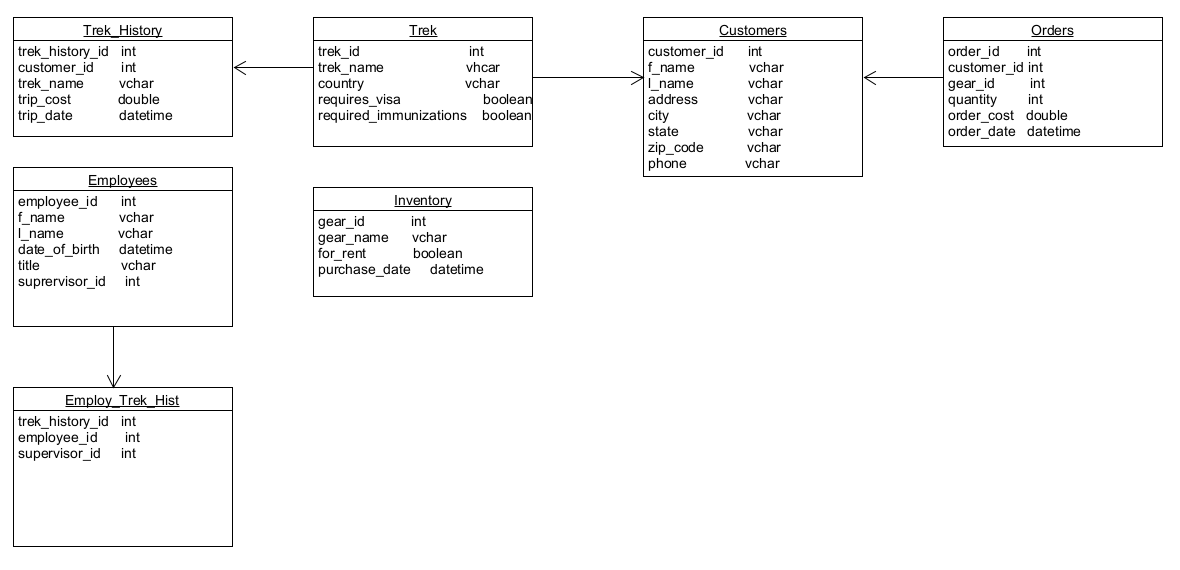 Trek_History
trek_history_id int
customer_id int
trek_name vchar
trip_cost double
trip_date datetime
Trek
trek_id int
trek_name vhcar
country vchar
requires_visa boolean
required_immunizations boolean
Customers
customer_id int
f_name vchar
l_name vchar
address vchar
city vchar
state vchar
zip_code vchar
phone vchar
Orders
order_id int
customer_id int
gear_id int
quantity int
order_cost double
order_date datetime
Employees
employee_id int
f_name vchar
l_name vchar
date_of_birth datetime
title vchar
suprervisor_id int
Inventory
gear_id int
gear_name vchar
for_rent boolean
purchase_date datetime
Employ_Trek_Hist
trek_history_id int
employee_id int
supervisor_id int